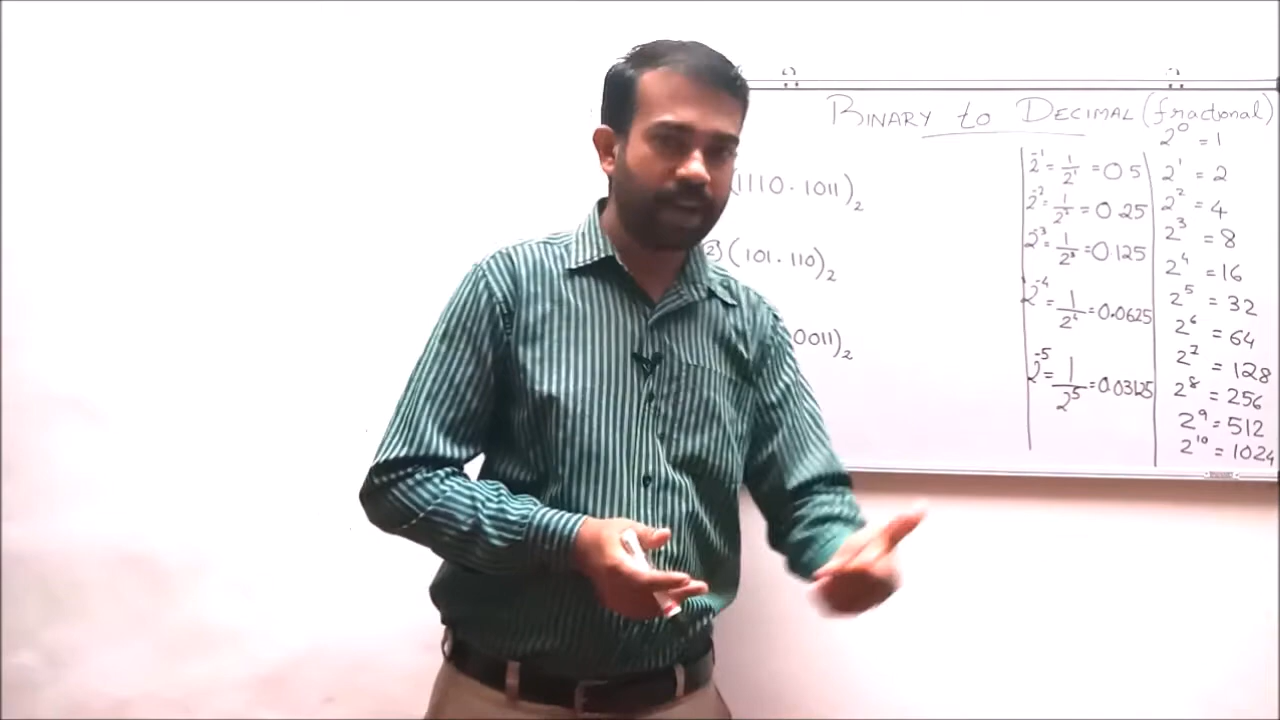 BINARY to DECIMAL (fractional)
(1110.1011)₂
2) (101.110)₂
0011)₂
2⁻¹ = 1/2¹ = 0.5
2⁻² = 1/2² = 0.25
2⁻³ = 1/2³ = 0.125
2⁻⁴ = 1/2⁴ = 0.0625
2⁻⁵ = 1/2⁵ = 0.03125
2⁰ = 1
2¹ = 2
2² = 4
2³ = 8
2⁴ = 16
2⁵ = 32
2⁶ = 64
2⁷ = 128
2⁸ = 256
2⁹ = 512
2¹⁰ = 1024